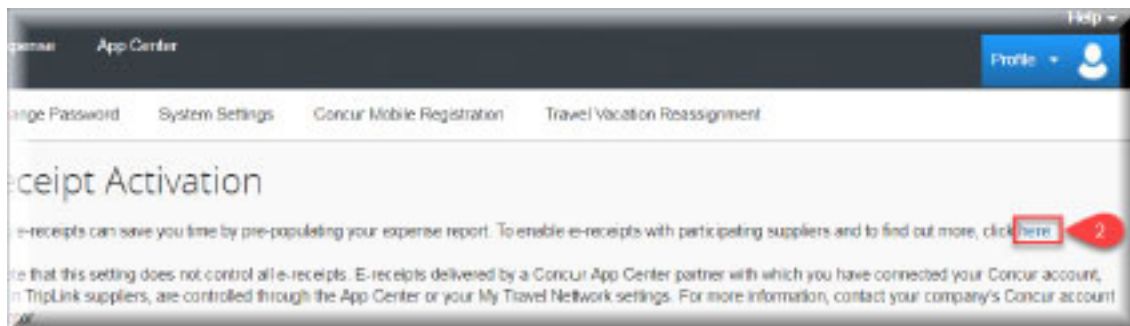 Help
App Center
Profile
Password System Settings Concur Mobile Registration Travel Vacation Reassignment
ceipt Activation
e-receipts can save you time by pre-populating your expense report. To enable e-receipts with participating suppliers and to find out more, click here 2
that this setting does not control all e-receipts. E-receipts delivered by a Concur App Center partner with which you have connected your Concur account,
TripLink suppliers, are controlled through the App Center or your My Travel Network settings. For more information, contact your company's Concur account